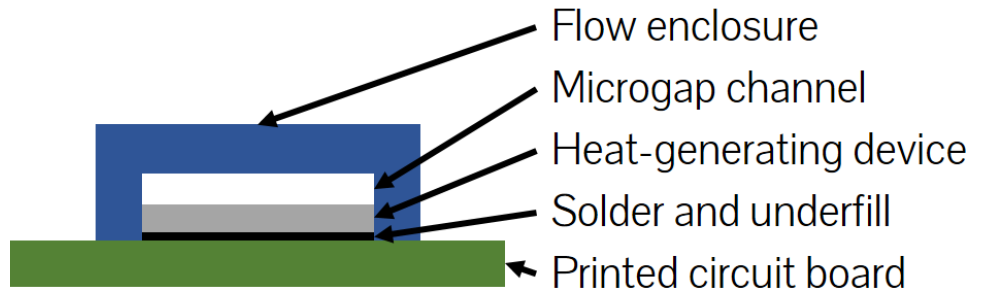 Flow enclosure
Microgap channel
Heat-generating device
Solder and underfill
Printed circuit board